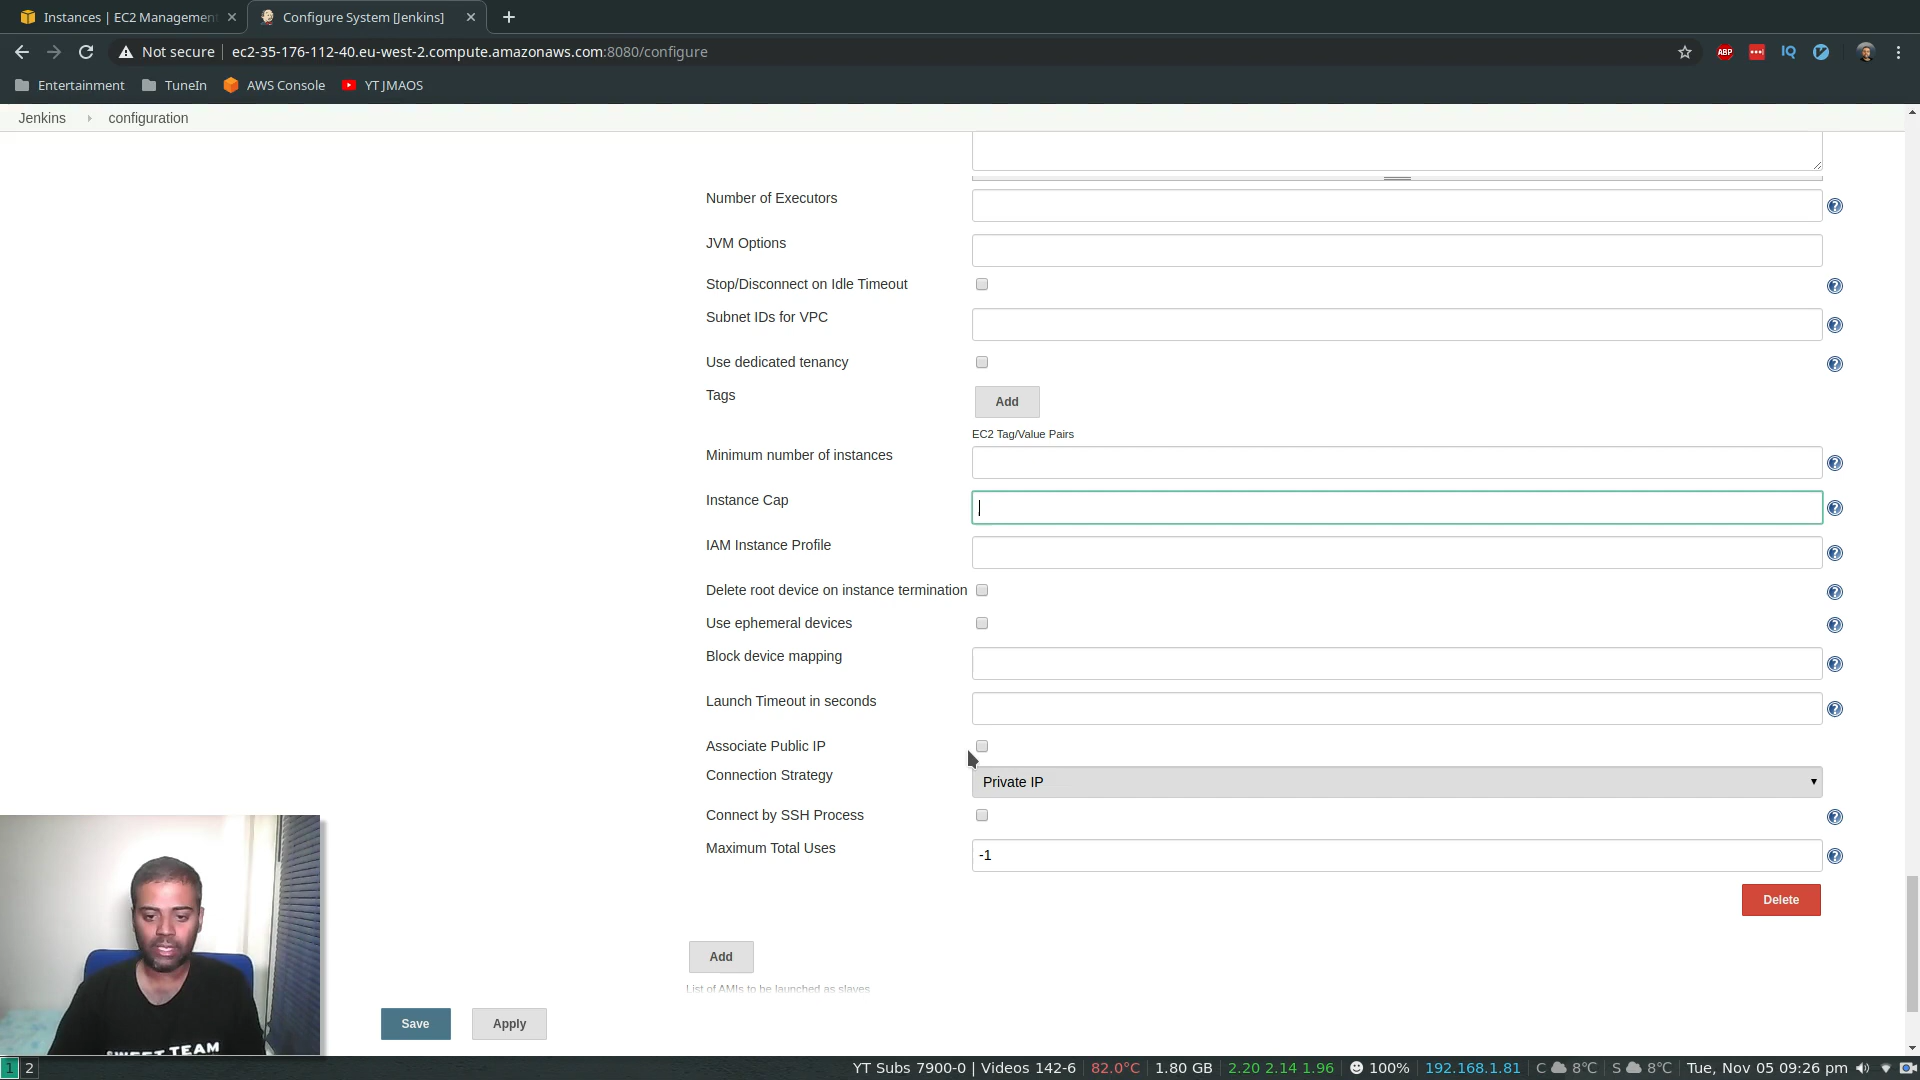 Instances | EC2 Management
Configure System [Jenkins]
Not secure
ec2-35-176-112-40.eu-west-2.compute.amazonaws.com:8080/configure
ABP
IQ
Entertainment
TuneIn
AWS Console
YT JMAOS
Jenkins
configuration
Number of Executors
JVM Options
Stop/Disconnect on Idle Timeout
Subnet IDs for VPC
Use dedicated tenancy
Tags
Add
EC2 Tag/Value Pairs
Minimum number of instances
Instance Cap
IAM Instance Profile
Delete root device on instance termination
Use ephemeral devices
Block device mapping
Launch Timeout in seconds
Associate Public IP
Connection Strategy
Private IP
Connect by SSH Process
Maximum Total Uses
-1
Delete
Add
List of AMIs to be launched as slaves
Save
Apply
SWEET TEAM
1 2
YT Subs 7900-0 | Videos 142-6 | 82.0°C | 1.80 GB | 2.20 2.14 1.96 | 100% | 192.168.1.81 | C 8°C | S 8°C | Tue, Nov 05 09:26 pm